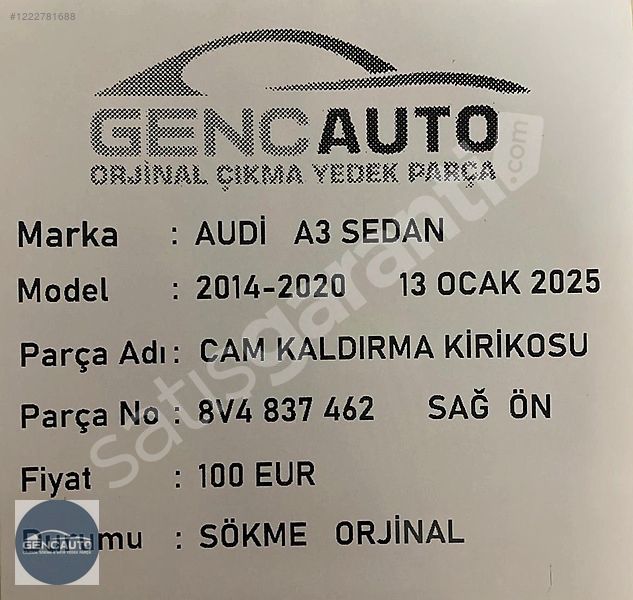 #1222781688
GENCAUTO
ORJİNAL ÇIKMA YEDEK PARÇA
Marka : AUDİ A3 SEDAN
Model : 2014-2020 13 OCAK 2025
Parça Adı : CAM KALDIRMA KİRİKOSU
Parça No : 8V4 837 462 SAĞ ÖN
Fiyat : 100 EUR
Durumu : SÖKME ORJİNAL
GENCAUTO
satışgaranti.com